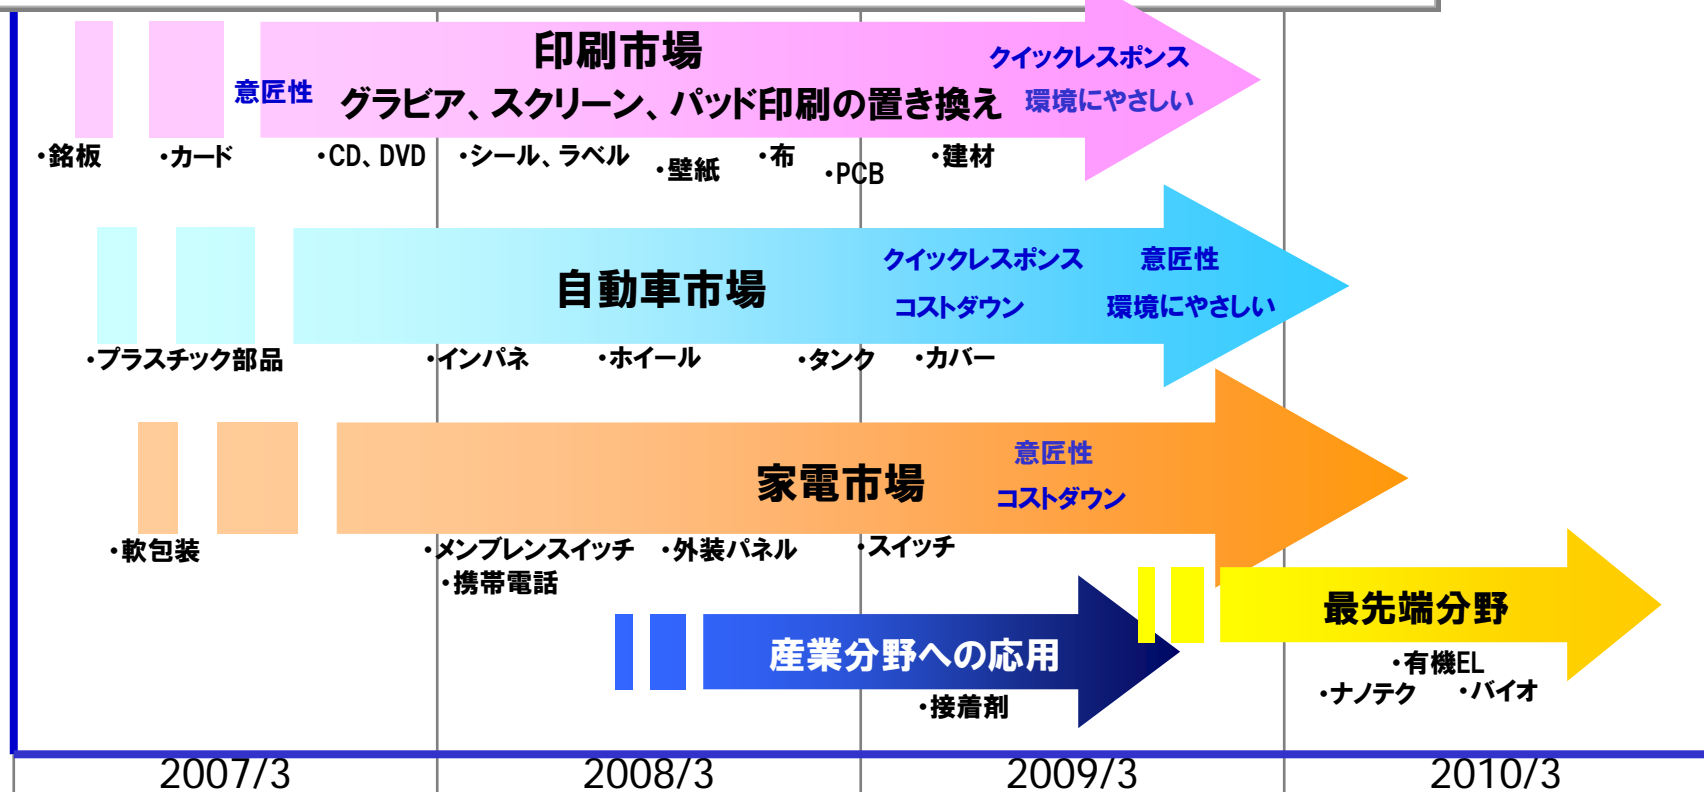 印刷市場
クイックレスポンス
意匠性
グラビア、スクリーン、パッド印刷の置き換え
環境にやさしい
・銘板
・カード
・CD、DVD
・シール、ラベル
・壁紙
・布
・PCB
・建材
クイックレスポンス
意匠性
自動車市場
コストダウン
環境にやさしい
・プラスチック部品
・インパネ
・ホイール
・タンク
・カバー
意匠性
家電市場
コストダウン
・軟包装
・メンブレンスイッチ
・外装パネル
・スイッチ
・携帯電話
最先端分野
産業分野への応用
・有機EL
・ナノテク
・バイオ
・接着剤
2007/3
2008/3
2009/3
2010/3